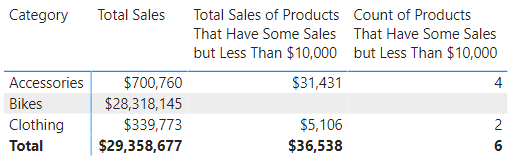 Category Total Sales Total Sales of Products Count of Products
That Have Some Sales That Have Some Sales
but Less Than $10,000 but Less Than $10,000
Accessories $700,760 $31,431 4
Bikes $28,318,145
Clothing $339,773 $5,106 2
Total $29,358,677 $36,538 6